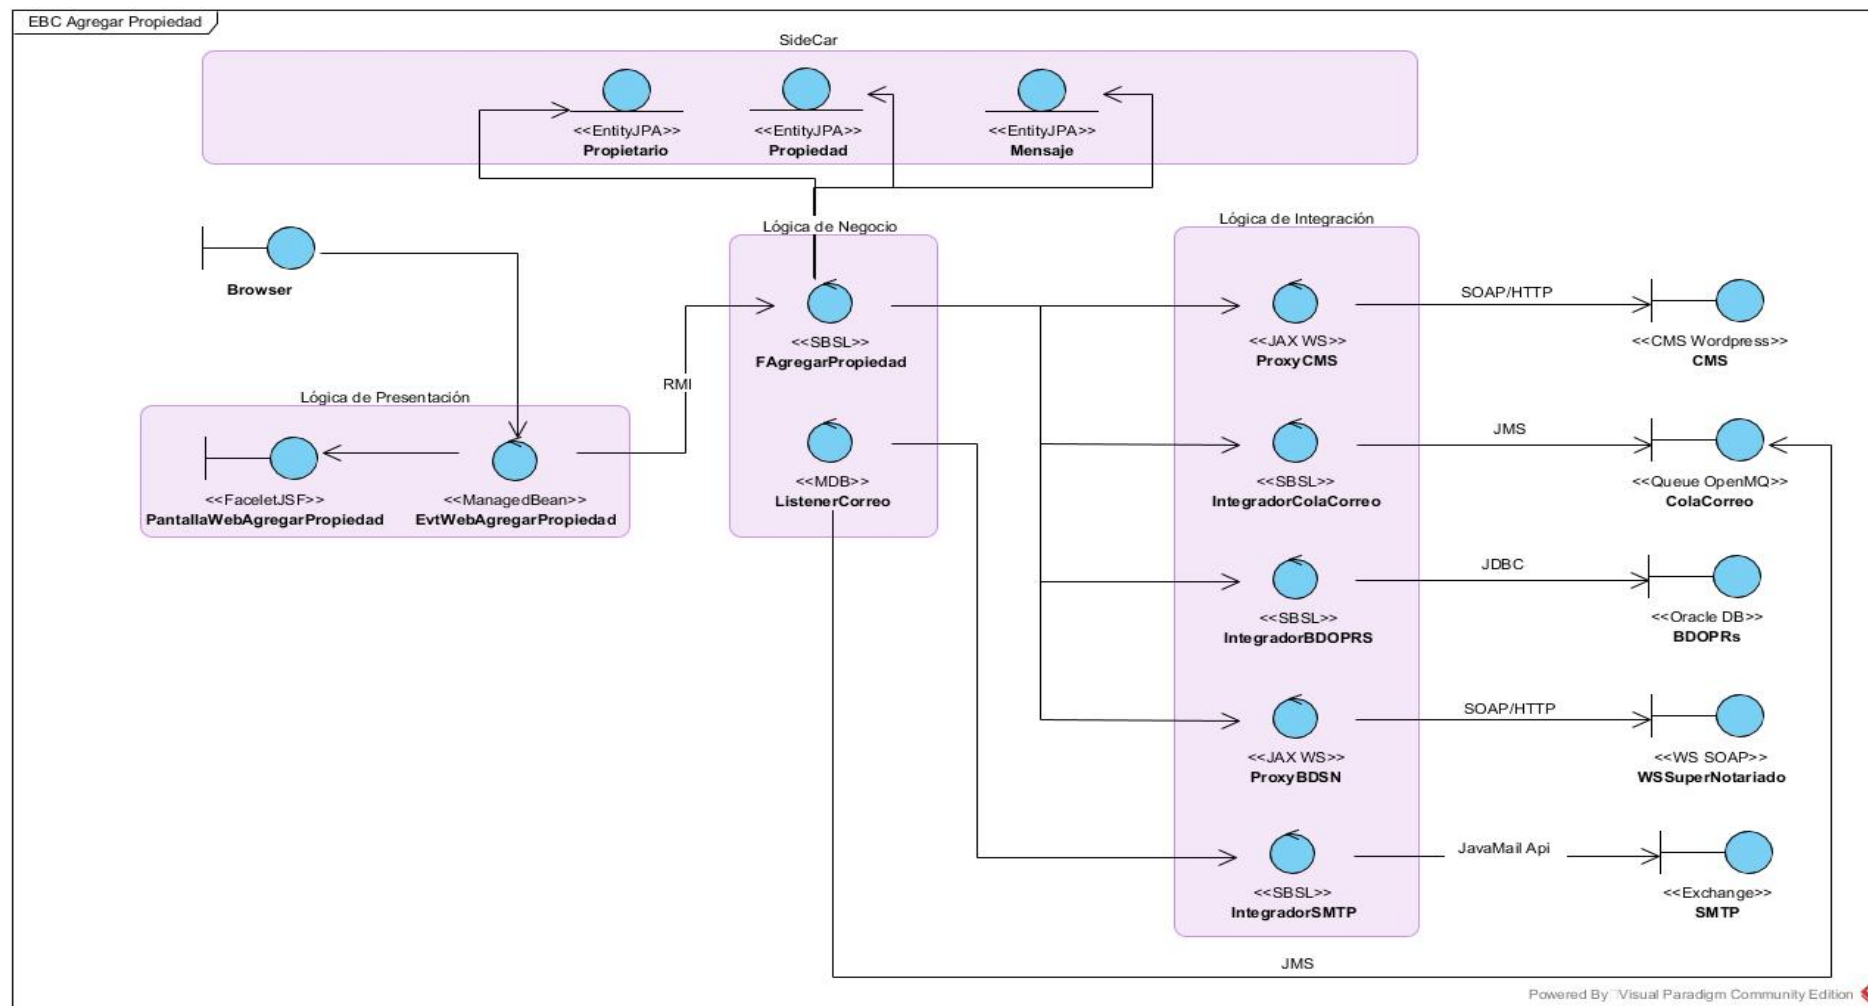 EBC Agregar Propiedad
SideCar
<<EntityJPA>>
Propietario
<<EntityJPA>>
Propiedad
<<EntityJPA>>
Mensaje
Browser
Lógica de Presentación
<<FaceletJSF>>
PantallaWebAgregarPropiedad
<<ManagedBean>>
EvtWebAgregarPropiedad
RMI
Lógica de Negocio
<<SBSL>>
FAgregarPropiedad
<<MDB>>
ListenerCorreo
Lógica de Integración
<<JAX WS>>
ProxyCMS
SOAP/HTTP
<<CMS Wordpress>>
CMS
<<SBSL>>
IntegradorColaCorreo
JMS
<<Queue OpenMQ>>
ColaCorreo
<<SBSL>>
IntegradorBDOPRS
JDBC
<<Oracle DB>>
BDOPRs
<<JAX WS>>
ProxyBDSN
SOAP/HTTP
<<WS SOAP>>
WSSuperNotariado
<<SBSL>>
IntegradorSMTP
JavaMail Api
<<Exchange>>
SMTP
JMS
Powered By Visual Paradigm Community Edition